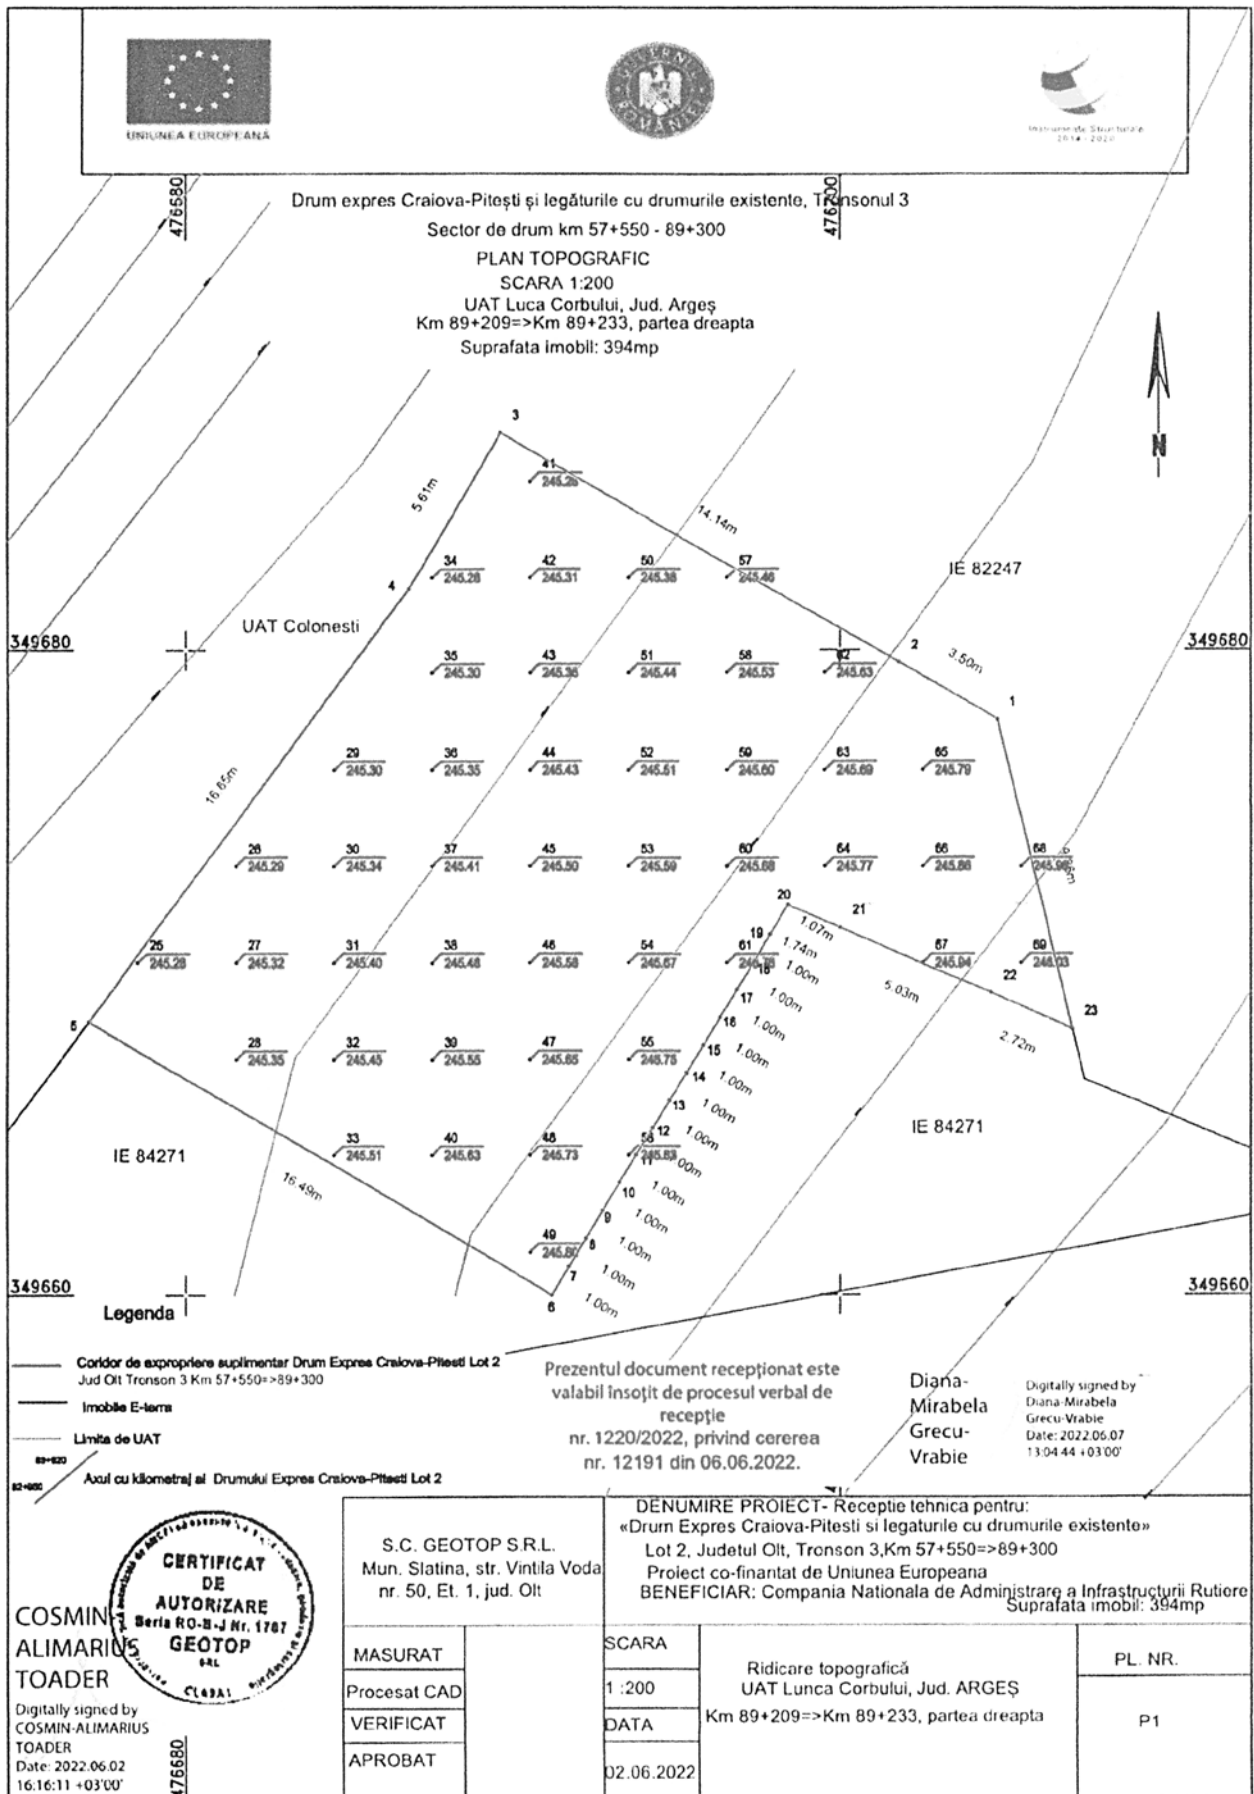 UNIUNEA EUROPEANA
GUVERNUL ROMÂNIEI
Instrumente Structurale
2014 - 2020
476680
476700
Drum expres Craiova-Pitești și legăturile cu drumurile existente, Transonul 3
Sector de drum km 57+550 - 89+300
PLAN TOPOGRAFIC
SCARA 1:200
UAT Luca Corbului, Jud. Argeș
Km 89+209=>Km 89+233, partea dreapta
Suprafata imobil: 394mp
N
3
41
245.28
5.61m
14.14m
34
245.28
42
245.31
50
245.38
57
245.46
IE 82247
4
UAT Colonesti
349680
349680
35
245.30
43
245.36
51
245.44
58
245.53
62
245.63
2
3.50m
1
29
245.30
36
245.35
44
245.43
52
245.51
59
245.60
63
245.69
65
245.79
16.65m
26
245.29
30
245.34
37
245.41
45
245.50
53
245.59
60
245.68
64
245.77
66
245.86
68
20
21
1.07m
19
1.74m
25
245.28
27
245.32
31
245.40
38
245.48
46
245.58
54
245.67
61
67
245.94
69
246.03
18
1.00m
22
5.03m
17
1.00m
23
5
16
1.00m
2.72m
28
245.35
32
245.45
39
245.55
47
245.65
55
245.75
15
1.00m
14
1.00m
13
1.00m
IE 84271
IE 84271
33
245.51
40
245.63
48
245.73
56
245.83
12
1.00m
11
1.00m
16.49m
10
1.00m
9
1.00m
49
245.80
8
1.00m
7
1.00m
6
1.00m
349660
349660
Legenda
Coridor de expropriere suplimentar Drum Expres Craiova-Pitesti Lot 2
Jud Olt Tronson 3 Km 57+550=>89+300
Imobile E-terra
Limita de UAT
Axul cu kilometraj al Drumului Expres Craiova-Pitesti Lot 2
Prezentul document recepționat este
valabil însoțit de procesul verbal de
recepție
nr. 1220/2022, privind cererea
nr. 12191 din 06.06.2022.
Diana-
Mirabela
Grecu-
Vrabie
Digitally signed by
Diana-Mirabela
Grecu-Vrabie
Date: 2022.06.07
13:04:44 +03'00'
CERTIFICAT
DE
AUTORIZARE
Seria RO-B-J Nr. 1767
GEOTOP
SRL
CLASA I
COSMIN-
ALIMARIUS
TOADER
Digitally signed by
COSMIN-ALIMARIUS
TOADER
Date: 2022.06.02
16:16:11 +03'00'
476680
S.C. GEOTOP S.R.L.
Mun. Slatina, str. Vintila Voda
nr. 50, Et. 1, jud. Olt
DENUMIRE PROIECT- Receptie tehnica pentru:
«Drum Expres Craiova-Pitesti si legaturile cu drumurile existente»
Lot 2, Judetul Olt, Tronson 3,Km 57+550=>89+300
Proiect co-finantat de Uniunea Europeana
BENEFICIAR: Compania Nationala de Administrare a Infrastructurii Rutiere
Suprafata imobil: 394mp
MASURAT
Procesat CAD
VERIFICAT
APROBAT
SCARA
1 :200
DATA
02.06.2022
Ridicare topografică
UAT Lunca Corbului, Jud. ARGEȘ
Km 89+209=>Km 89+233, partea dreapta
PL. NR.
P1